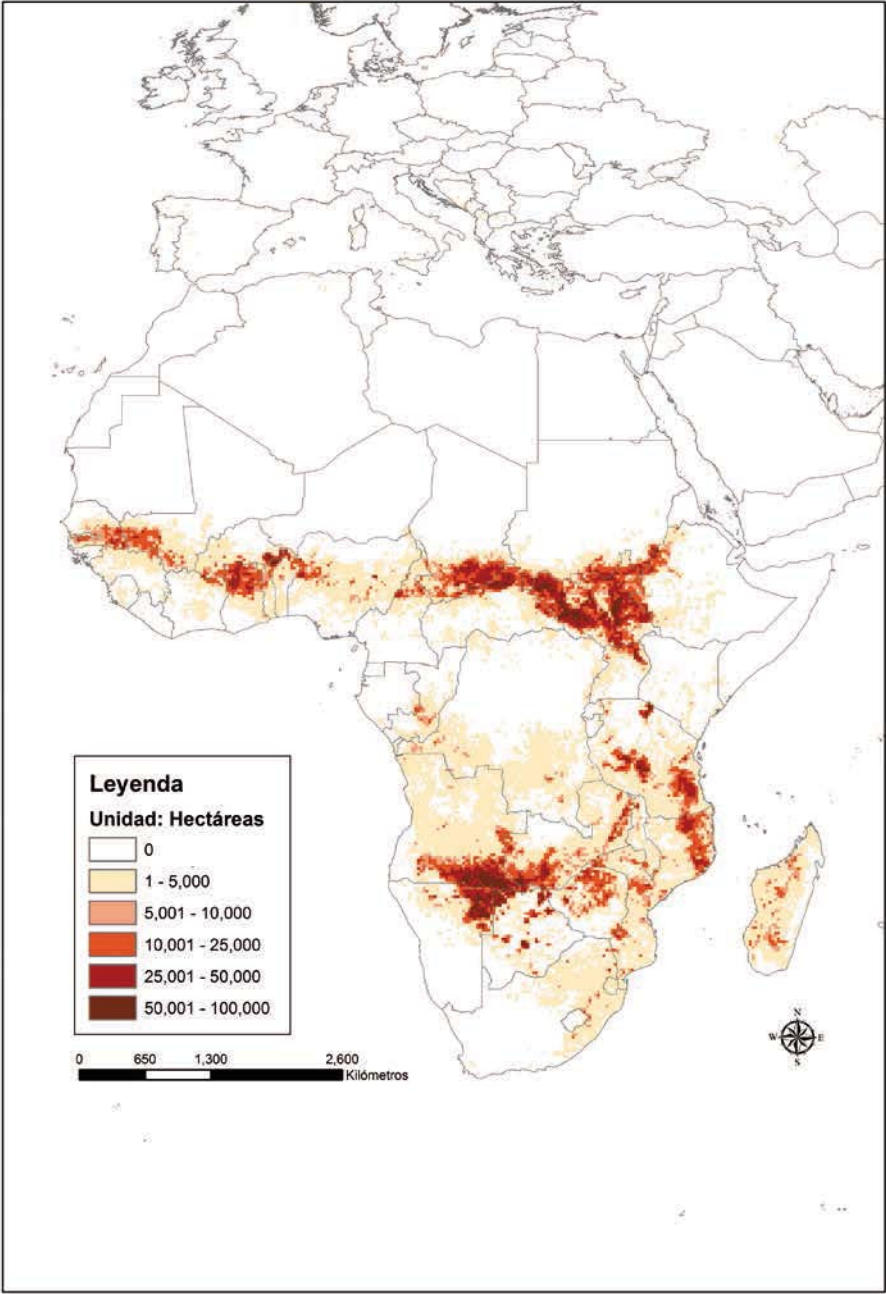 Leyenda
Unidad: Hectáreas
0
1 - 5,000
5,001 - 10,000
10,001 - 25,000
25,001 - 50,000
50,001 - 100,000
0 650 1,300 2,600
Kilómetros
N
W E
S